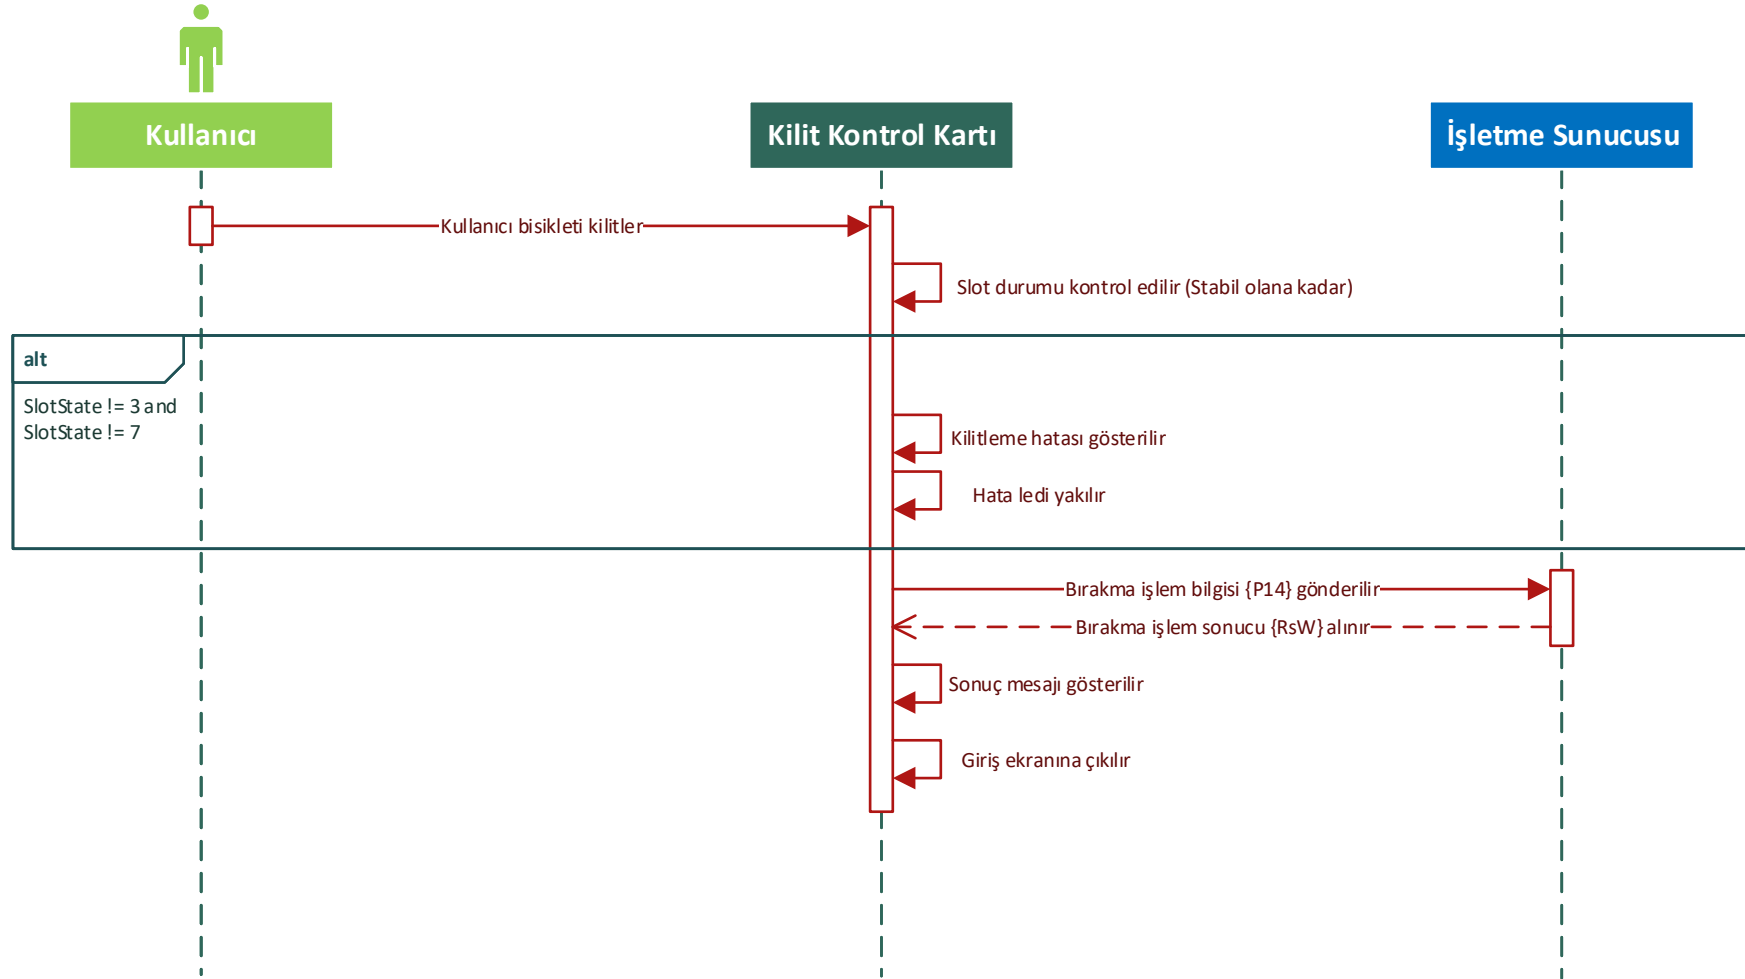 Kullanıcı
Kilit Kontrol Kartı
İşletme Sunucusu
Kullanıcı bisikleti kilitler
Slot durumu kontrol edilir (Stabil olana kadar)
alt
SlotState != 3 and
SlotState != 7
Kilitleme hatası gösterilir
Hata ledi yakılır
Bırakma işlem bilgisi {P14} gönderilir
Bırakma işlem sonucu {RsW} alınır
Sonuç mesajı gösterilir
Giriş ekranına çıkılır